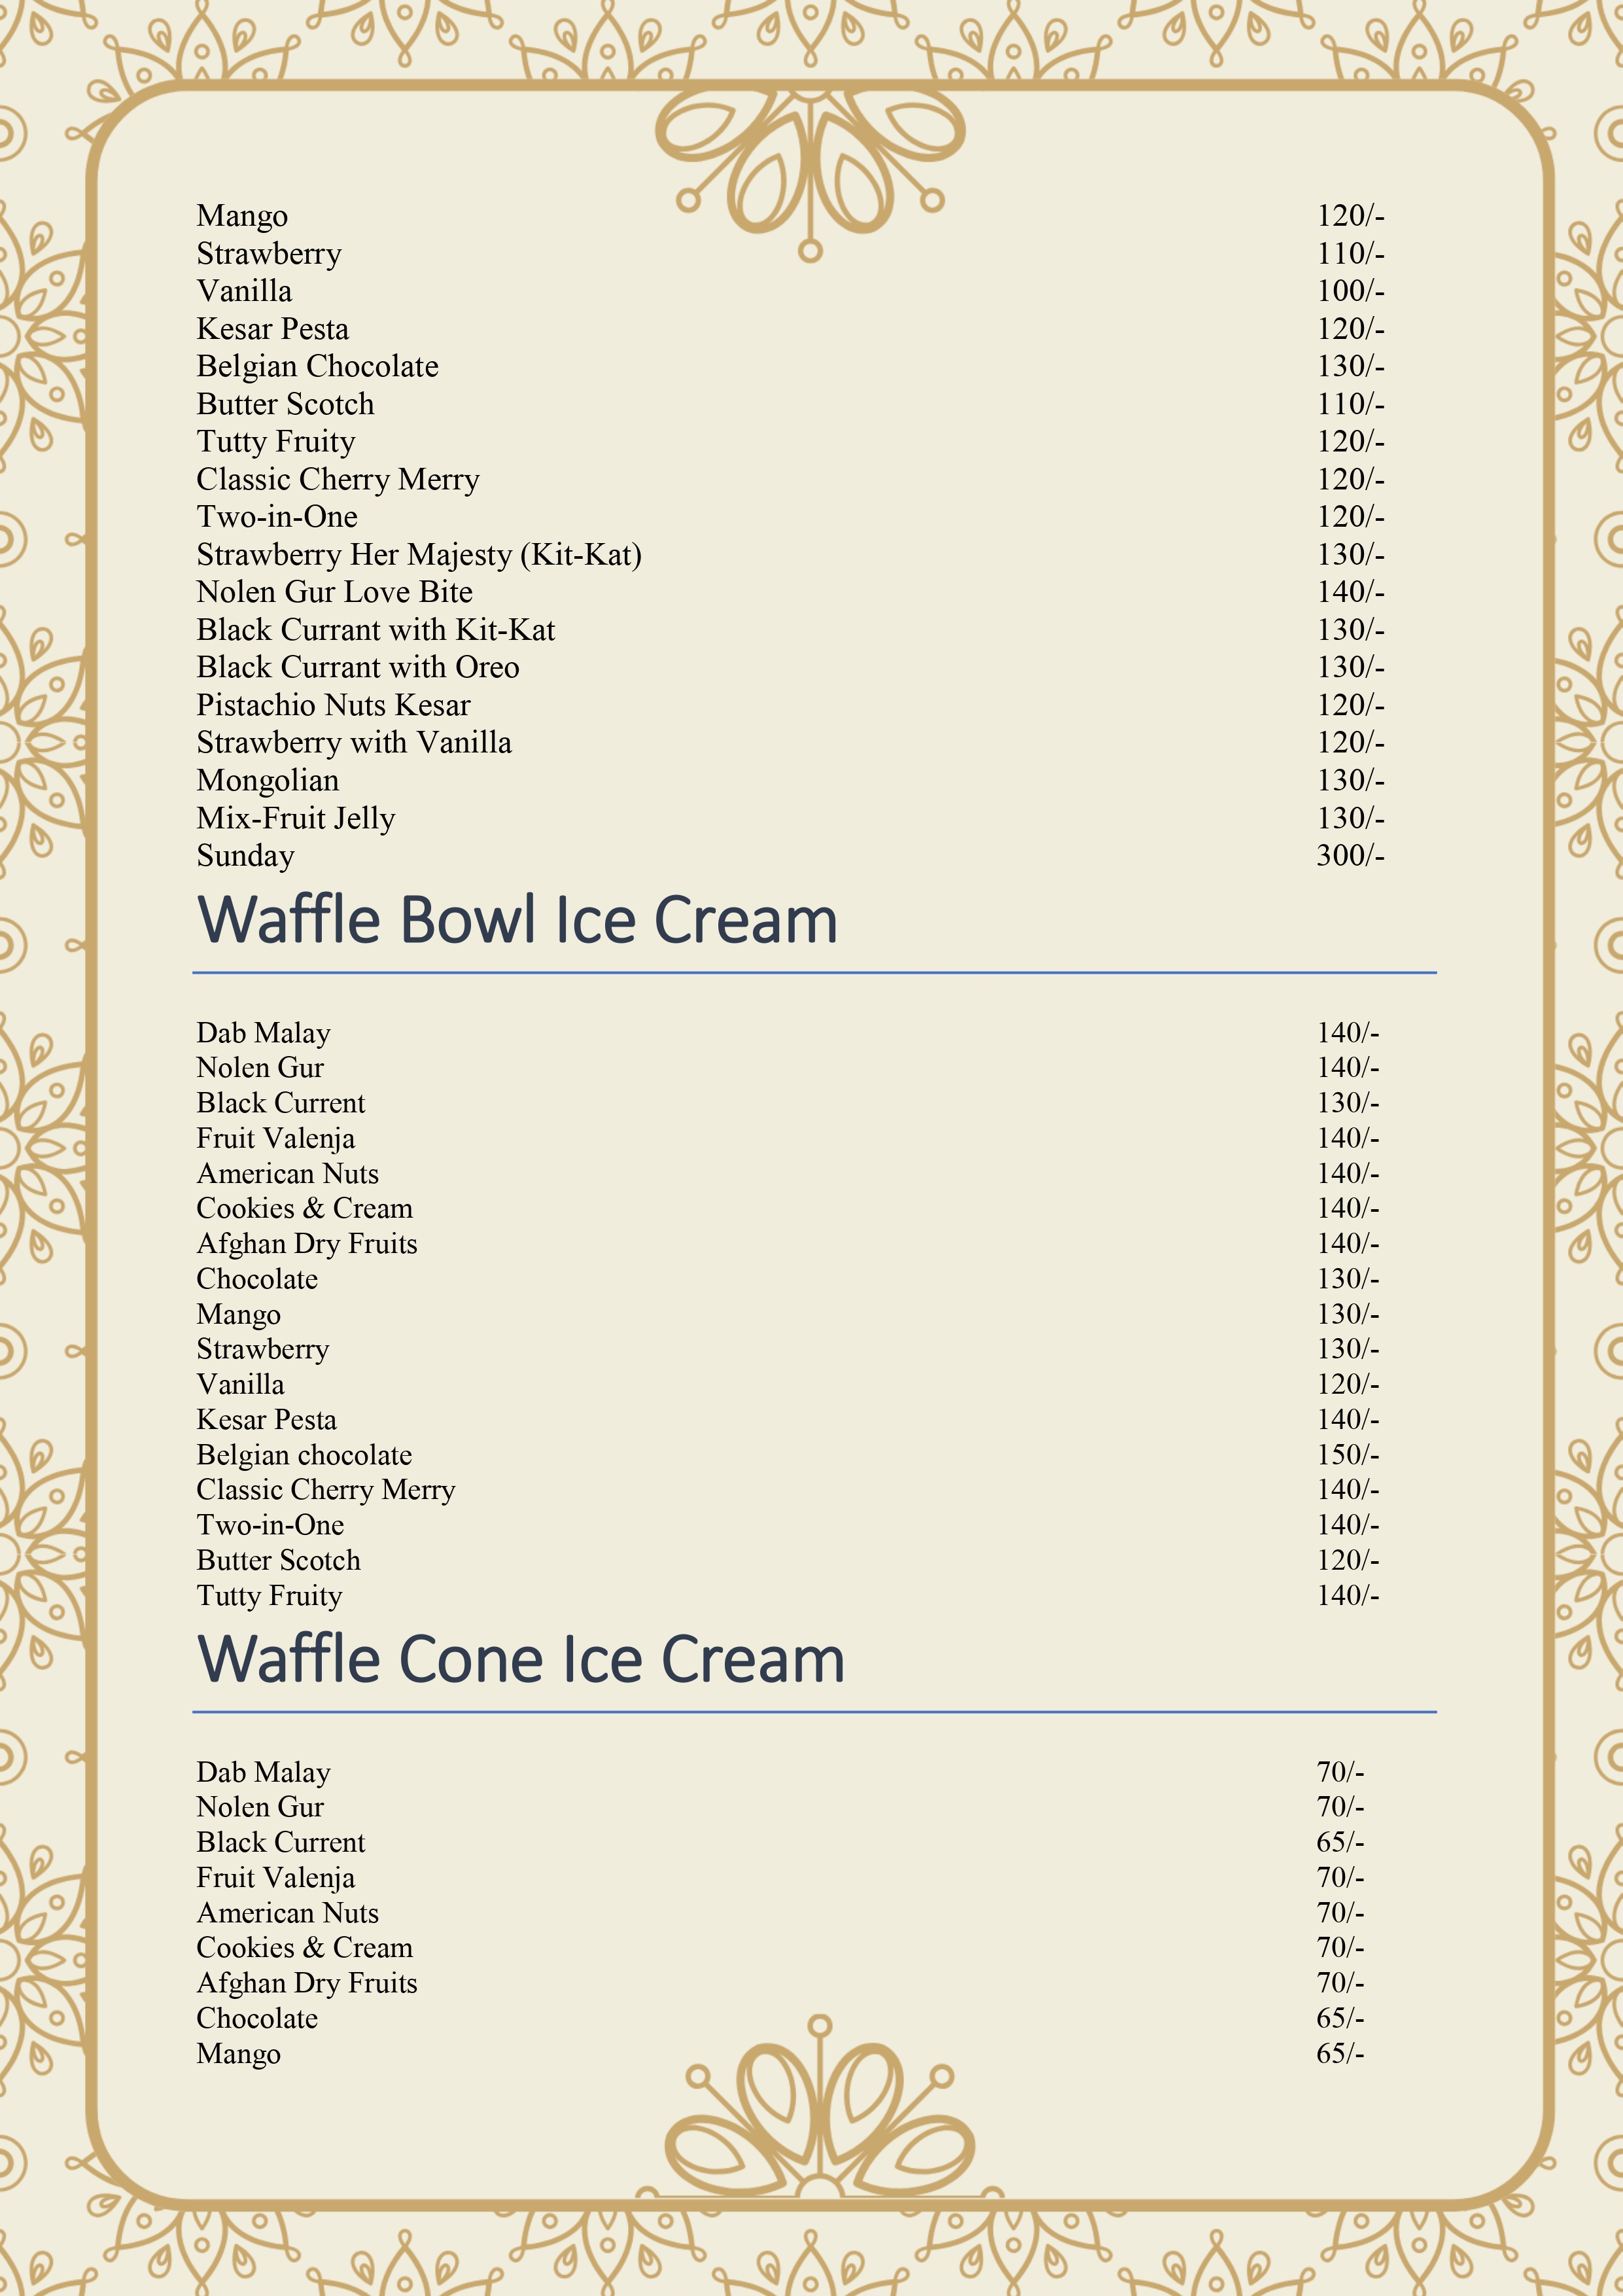 Mango 120/-
Strawberry 110/-
Vanilla 100/-
Kesar Pesta 120/-
Belgian Chocolate 130/-
Butter Scotch 110/-
Tutty Fruity 120/-
Classic Cherry Merry 120/-
Two-in-One 120/-
Strawberry Her Majesty (Kit-Kat) 130/-
Nolen Gur Love Bite 140/-
Black Currant with Kit-Kat 130/-
Black Currant with Oreo 130/-
Pistachio Nuts Kesar 120/-
Strawberry with Vanilla 120/-
Mongolian 130/-
Mix-Fruit Jelly 130/-
Sunday 300/-
Waffle Bowl Ice Cream
Dab Malay 140/-
Nolen Gur 140/-
Black Current 130/-
Fruit Valenja 140/-
American Nuts 140/-
Cookies & Cream 140/-
Afghan Dry Fruits 140/-
Chocolate 130/-
Mango 130/-
Strawberry 130/-
Vanilla 120/-
Kesar Pesta 140/-
Belgian chocolate 150/-
Classic Cherry Merry 140/-
Two-in-One 140/-
Butter Scotch 120/-
Tutty Fruity 140/-
Waffle Cone Ice Cream
Dab Malay 70/-
Nolen Gur 70/-
Black Current 65/-
Fruit Valenja 70/-
American Nuts 70/-
Cookies & Cream 70/-
Afghan Dry Fruits 70/-
Chocolate 65/-
Mango 65/-